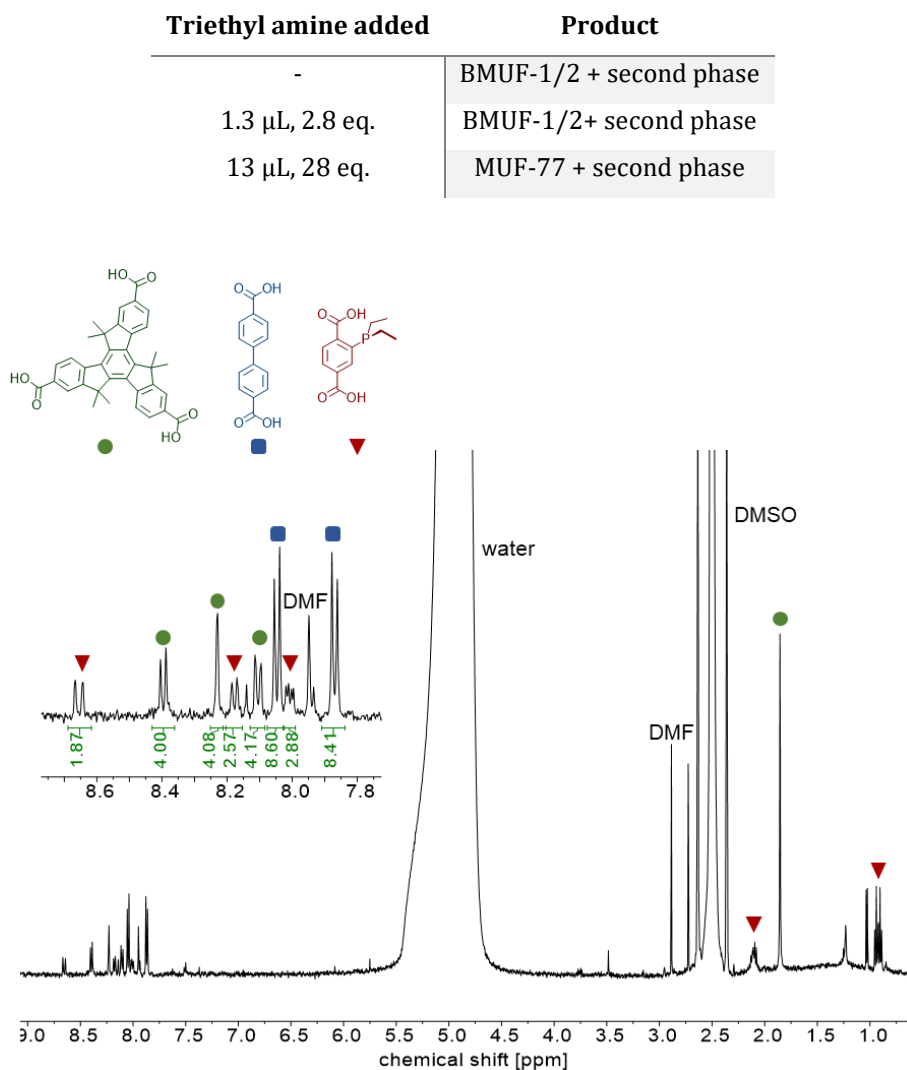 Triethyl amine added Product
- BMUF-1/2 + second phase
1.3 μL, 2.8 eq. BMUF-1/2+ second phase
13 μL, 28 eq. MUF-77 + second phase
HO O
O
HO
O
OH
O OH
O OH
O OH
P
O OH
DMF
1.87 4.00 4.08 2.57 4.17 8.60 2.88 8.41
8.6 8.4 8.2 8.0 7.8
water
DMSO
DMF
9.0 8.5 8.0 7.5 7.0 6.5 6.0 5.5 5.0 4.5 4.0 3.5 3.0 2.5 2.0 1.5 1.0
chemical shift [ppm]